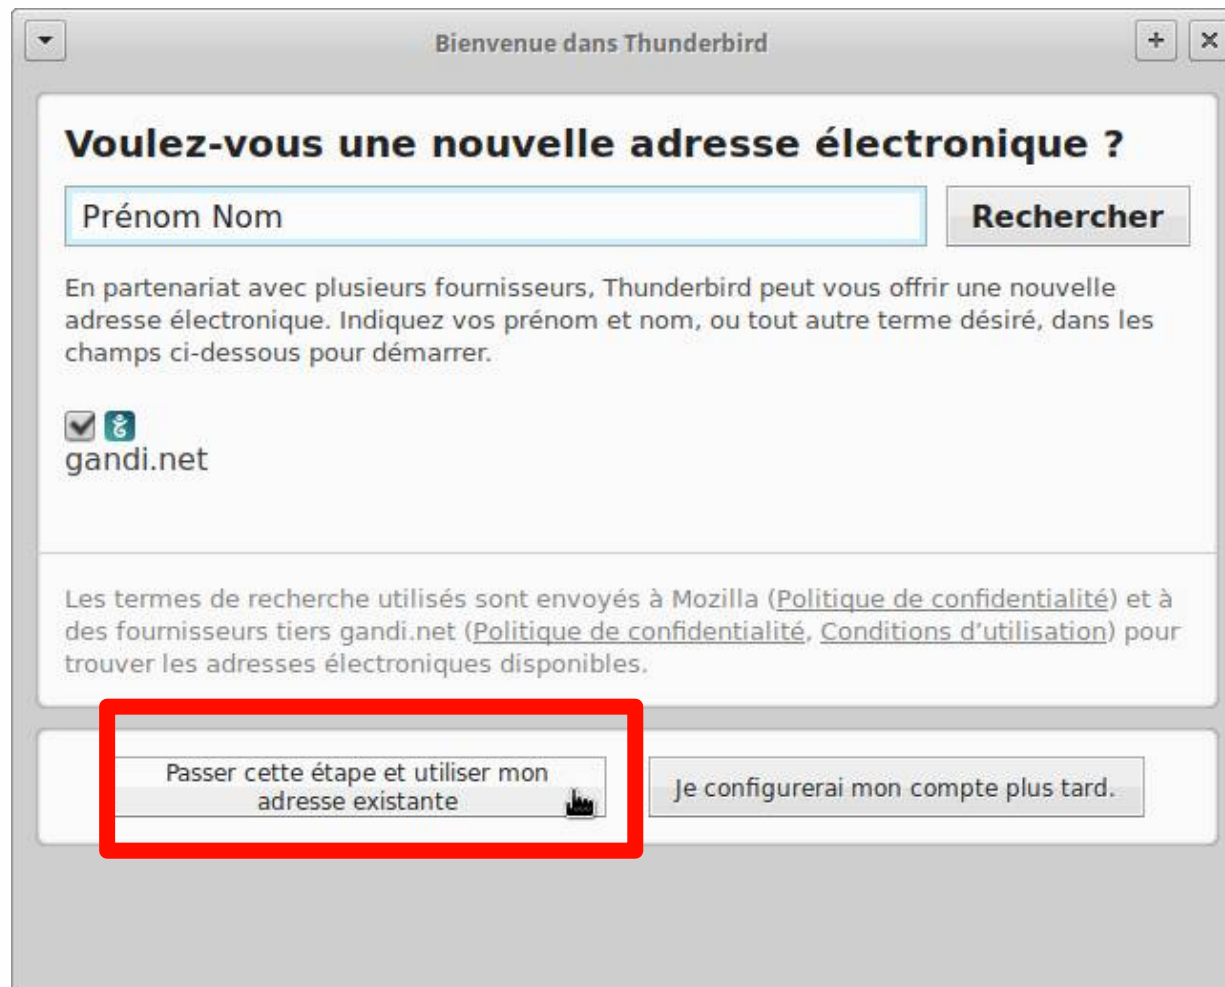 Bienvenue dans Thunderbird
Voulez-vous une nouvelle adresse électronique ?
Prénom Nom
Rechercher
En partenariat avec plusieurs fournisseurs, Thunderbird peut vous offrir une nouvelle
adresse électronique. Indiquez vos prénom et nom, ou tout autre terme désiré, dans les
champs ci-dessous pour démarrer.
gandi.net
Les termes de recherche utilisés sont envoyés à Mozilla (Politique de confidentialité) et à
des fournisseurs tiers gandi.net (Politique de confidentialité, Conditions d’utilisation) pour
trouver les adresses électroniques disponibles.
Passer cette étape et utiliser mon
adresse existante
Je configurerai mon compte plus tard.